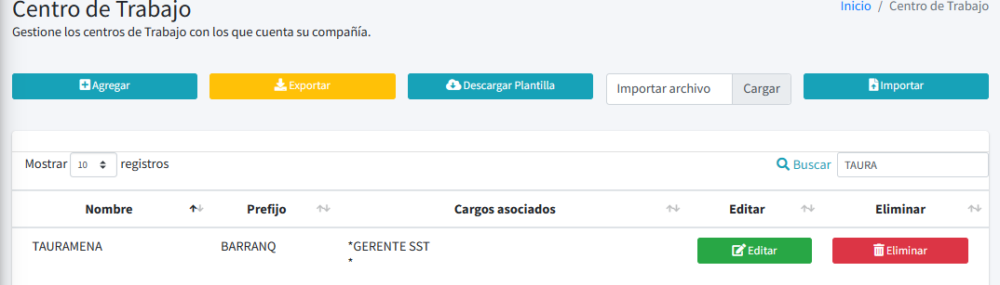 Centro de Trabajo
Inicio / Centro de Trabajo
Gestione los centros de Trabajo con los que cuenta su compañía.
Agregar
Exportar
Descargar Plantilla
Importar archivo
Cargar
Importar
Mostrar 10 registros
Buscar TAURA
Nombre Prefijo Cargos asociados Editar Eliminar
TAURAMENA BARRANQ *GERENTE SST Editar Eliminar
*